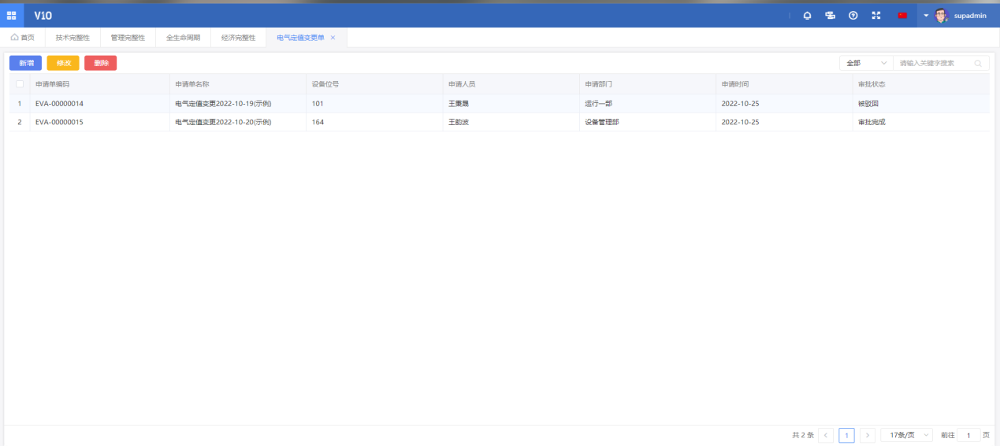 V10 supadmin
首页 技术完整性 管理完整性 全生命周期 经济完整性 电气定值变更单 ×
新增 修改 删除 全部 请输入关键字搜索
申请单编码 申请单名称 设备位号 申请人员 申请部门 申请时间 审批状态
1 EVA-00000014 电气定值变更2022-10-19(示例) 101 王秉晟 运行一部 2022-10-25 被驳回
2 EVA-00000015 电气定值变更2022-10-20(示例) 164 王韵波 设备管理部 2022-10-25 审批完成
共 2 条 < 1 > 17条/页 前往 1 页